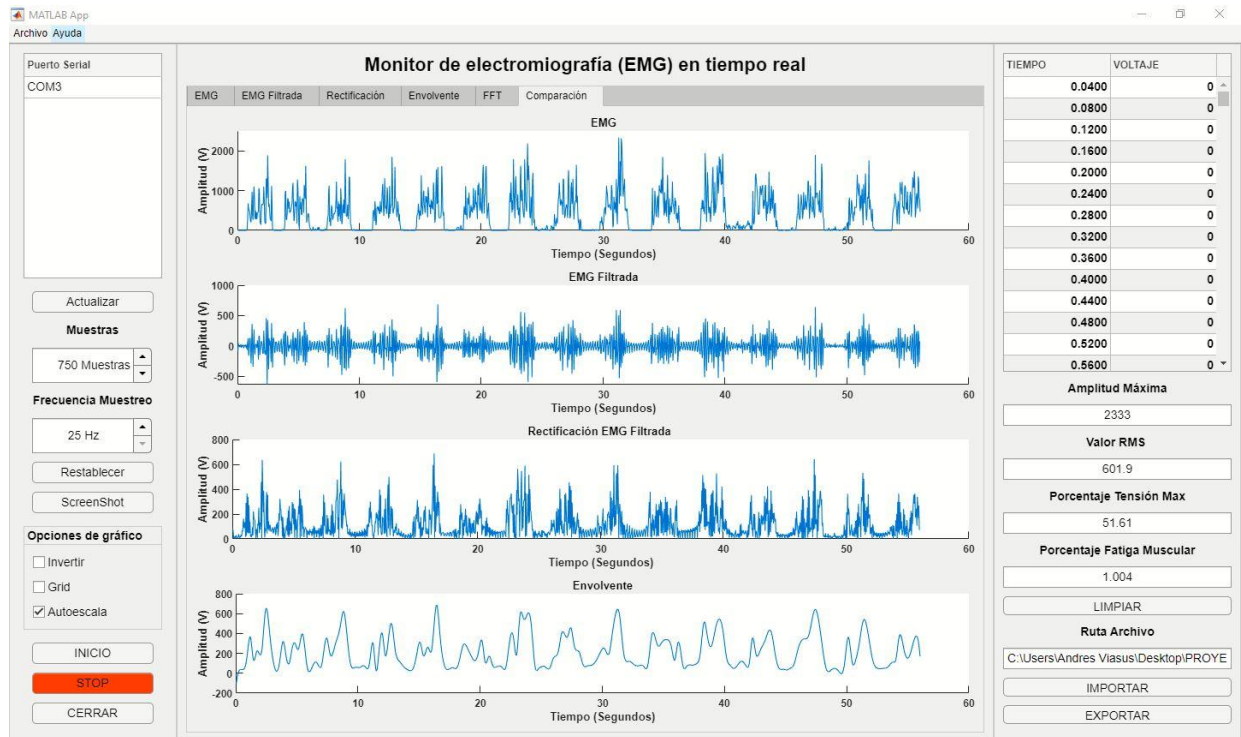 MATLAB App
Archivo Ayuda
Puerto Serial
COM3
Actualizar
Muestras
750 Muestras
Frecuencia Muestreo
25 Hz
Restablecer
ScreenShot
Opciones de gráfico
Invertir
Grid
Autoescala
INICIO
STOP
CERRAR
Monitor de electromiografía (EMG) en tiempo real
EMG EMG Filtrada Rectificación Envolvente FFT Comparación
EMG
Amplitud (V)
2000
1000
0
0 10 20 30 40 50 60
Tiempo (Segundos)
EMG Filtrada
Amplitud (V)
1000
500
0
-500
0 10 20 30 40 50 60
Tiempo (Segundos)
Rectificación EMG Filtrada
Amplitud (V)
800
600
400
200
0
0 10 20 30 40 50 60
Tiempo (Segundos)
Envolvente
Amplitud (V)
800
600
400
200
0
-200
0 10 20 30 40 50 60
Tiempo (Segundos)
TIEMPO VOLTAJE
0.0400 0
0.0800 0
0.1200 0
0.1600 0
0.2000 0
0.2400 0
0.2800 0
0.3200 0
0.3600 0
0.4000 0
0.4400 0
0.4800 0
0.5200 0
0.5600 0
Amplitud Máxima
2333
Valor RMS
601.9
Porcentaje Tensión Max
51.61
Porcentaje Fatiga Muscular
1.004
LIMPIAR
Ruta Archivo
C:\Users\Andres Viasus\Desktop\PROYE
IMPORTAR
EXPORTAR